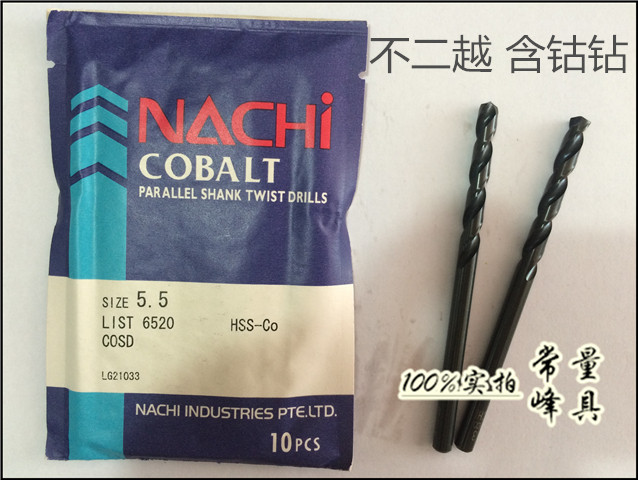 不二越 含钴钻
NACHi
COBALT
PARALLEL SHANK TWIST DRILLS
SIZE 5.5
LIST 6520 HSS-Co
COSD
LG21033
NACHI INDUSTRIES PTE.LTD.
10PCS
100%实拍
常量
峰具